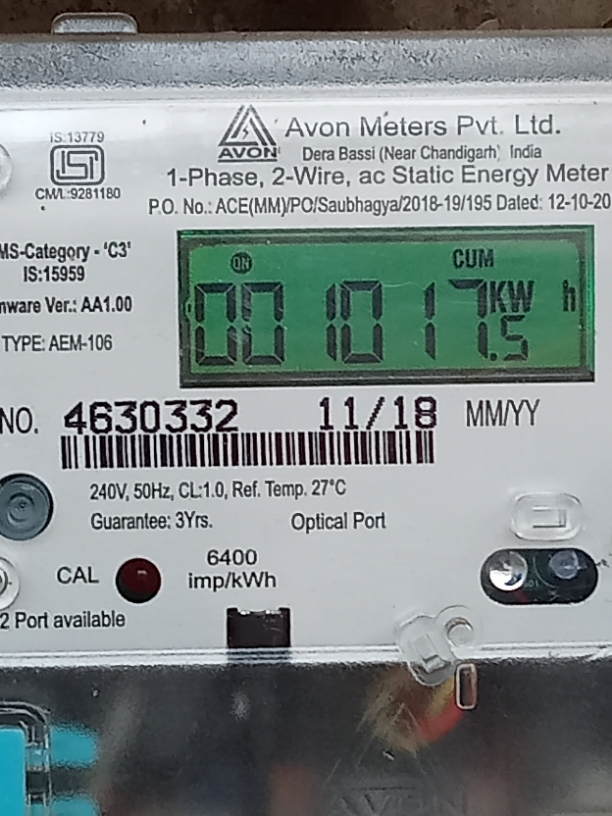 IS:13779
CM/L:9281180
AVON
Avon Meters Pvt. Ltd.
Dera Bassi (Near Chandigarh) India
1-Phase, 2-Wire, ac Static Energy Meter
P.O. No.: ACE(MM)/PO/Saubhagya/2018-19/195 Dated: 12-10-20
MS-Category - 'C3'
IS:15959
mware Ver.: AA1.00
TYPE: AEM-106
ON CUM
001017.5 KW h
NO. 4630332 11/18 MM/YY
240V, 50Hz, CL:1.0, Ref. Temp. 27°C
Guarantee: 3Yrs. Optical Port
CAL
6400
imp/kWh
2 Port available
AVON